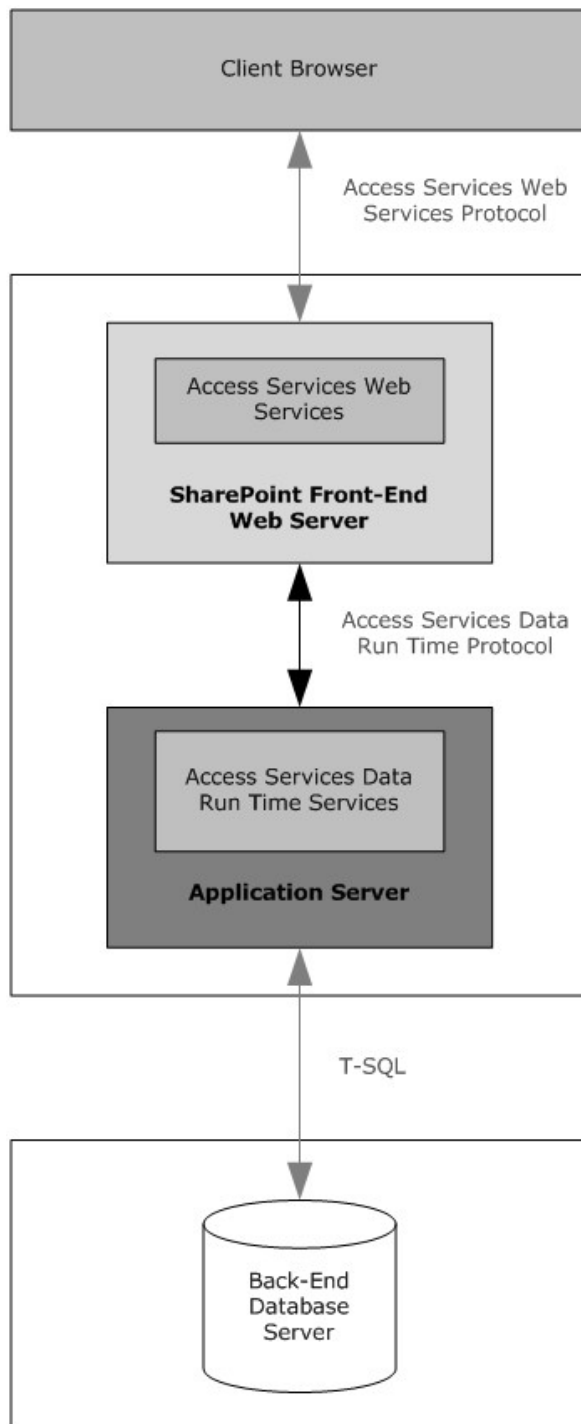 Client Browser
Access Services Web
Services Protocol
Access Services Web
Services
SharePoint Front-End
Web Server
Access Services Data
Run Time Protocol
Access Services Data
Run Time Services
Application Server
T-SQL
Back-End
Database
Server